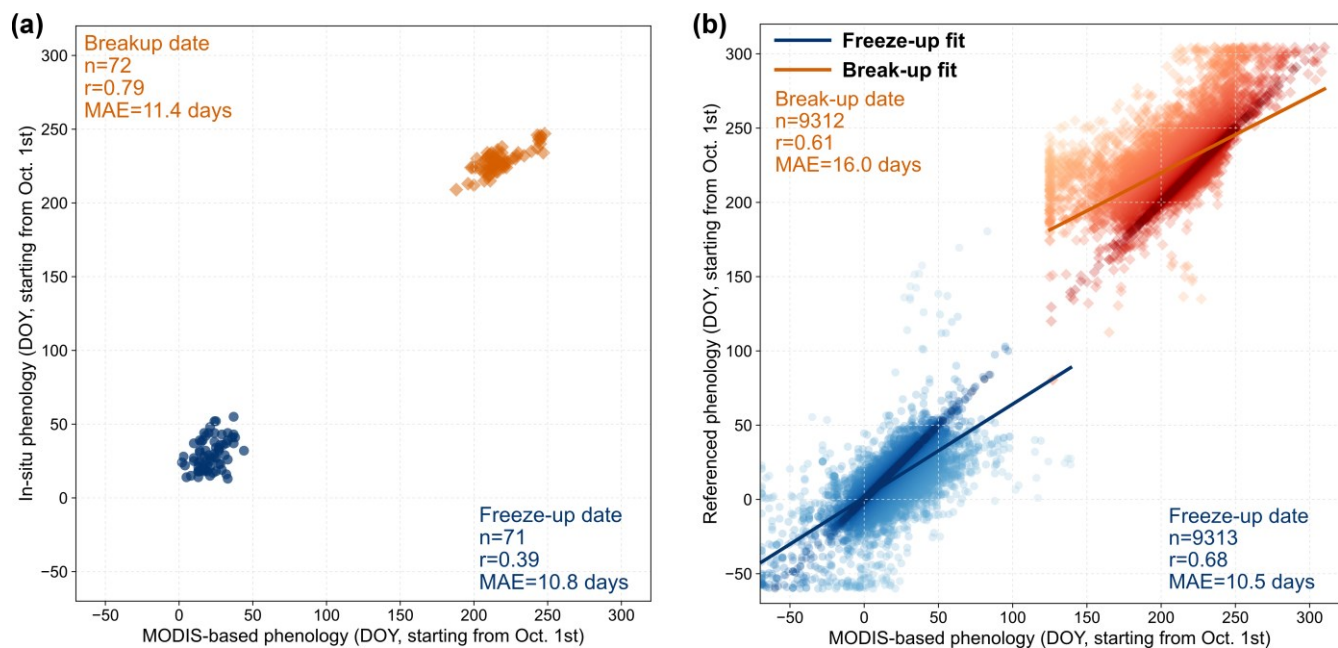 (a)
Breakup date
n=72
r=0.79
MAE=11.4 days
In-situ phenology (DOY, starting from Oct. 1st)
300
250
200
150
100
50
0
−50
Freeze-up date
n=71
r=0.39
MAE=10.8 days
−50 0 50 100 150 200 250 300
MODIS-based phenology (DOY, starting from Oct. 1st)
(b)
Freeze-up fit
Break-up fit
Break-up date
n=9312
r=0.61
MAE=16.0 days
Referenced phenology (DOY, starting from Oct. 1st)
300
250
200
150
100
50
0
−50
Freeze-up date
n=9313
r=0.68
MAE=10.5 days
−50 0 50 100 150 200 250 300
MODIS-based phenology (DOY, starting from Oct. 1st)